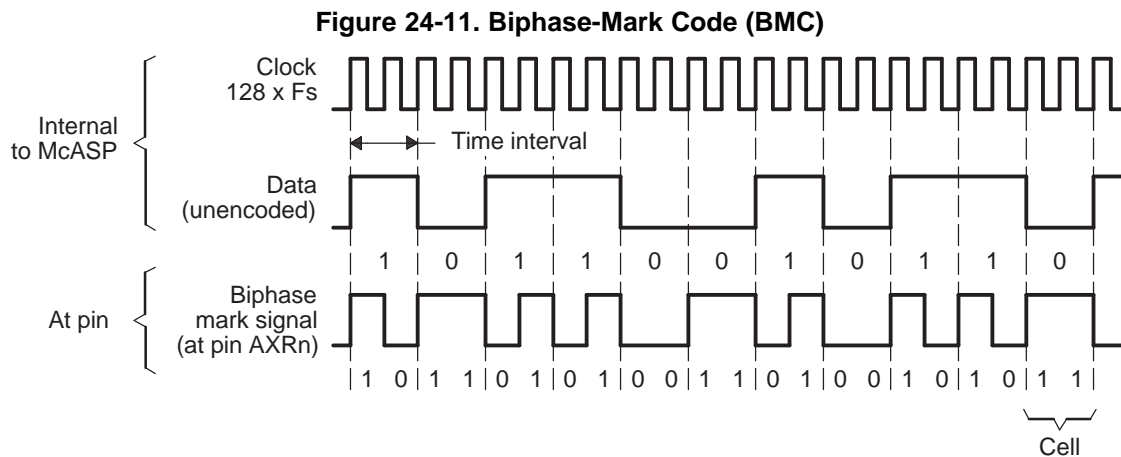 Figure 24-11. Biphase-Mark Code (BMC)
Clock
128 x Fs
Internal
to McASP
Time interval
Data
(unencoded)
1 0 1 1 0 0 1 0 1 1 0
At pin
Biphase
mark signal
(at pin AXRn)
1 0 1 1 0 1 0 1 0 0 1 1 0 1 0 0 1 0 1 0 1 1
Cell